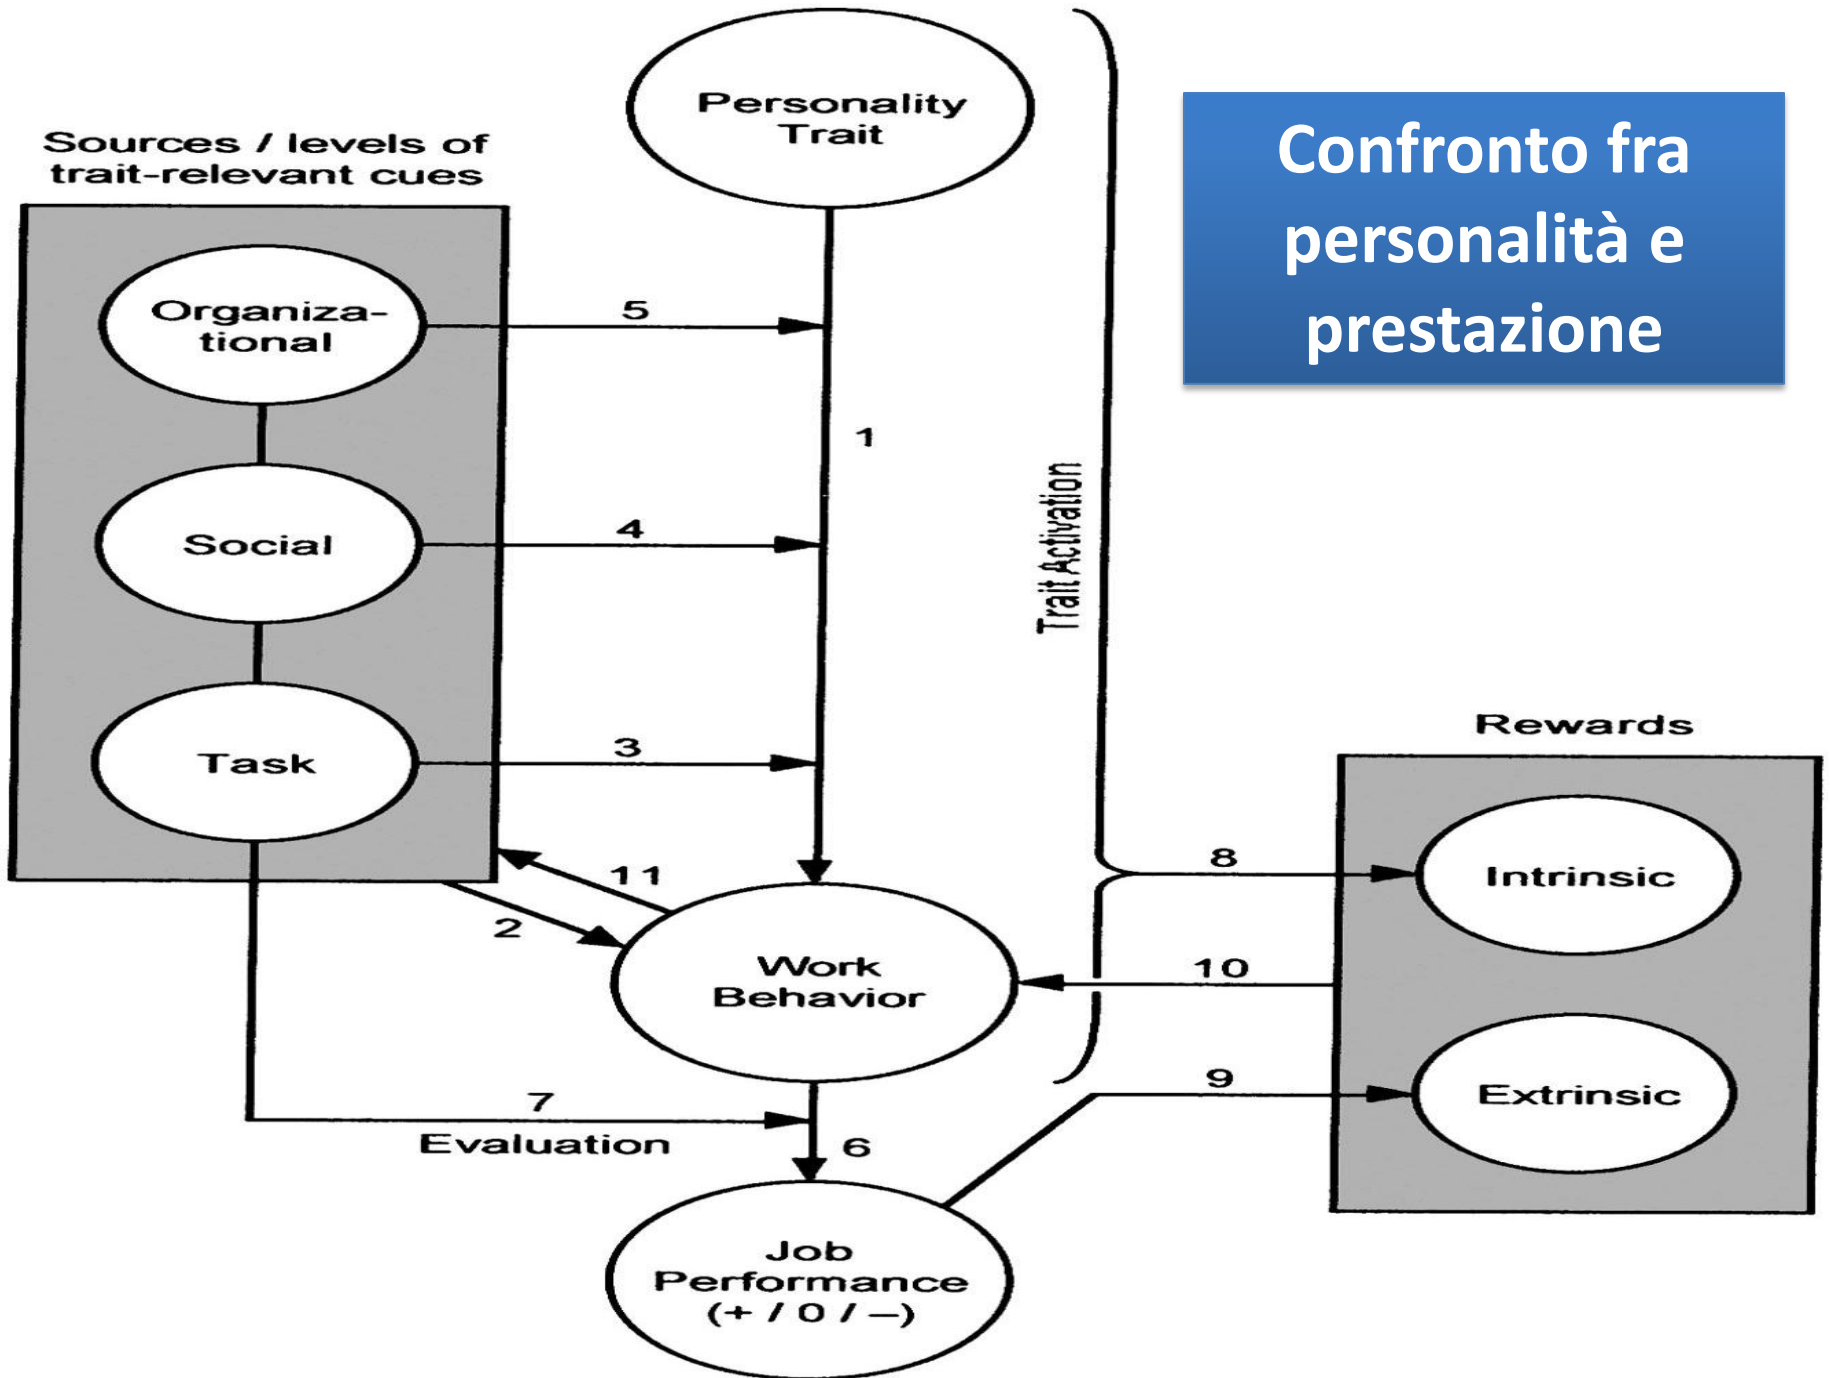 Personality
Trait
Confronto fra
personalità e
prestazione
Sources / levels of
trait-relevant cues
Organiza-
tional
5
1
Social
4
Trait Activation
Task
3
Rewards
11
2
8
Intrinsic
Work
Behavior
10
9
Extrinsic
7
Evaluation
6
Job
Performance
(+ / 0 / –)